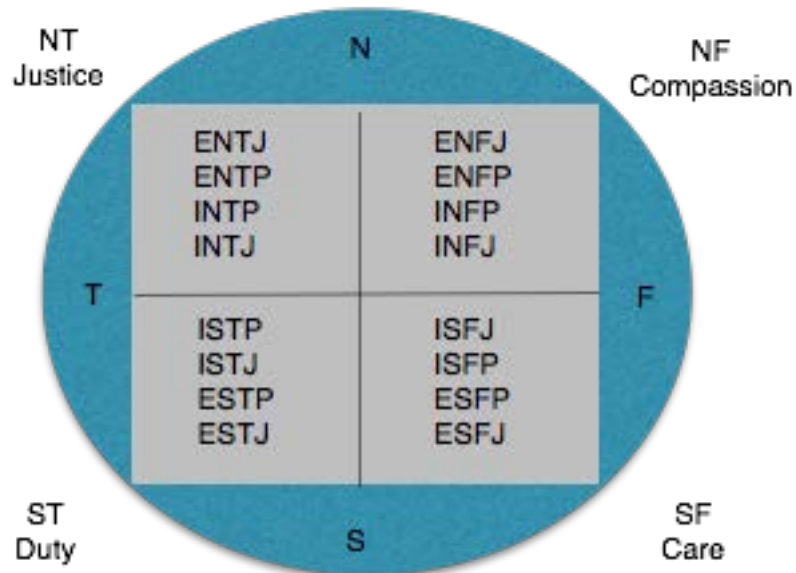 NT
Justice
N
NF
Compassion
ENTJ
ENTP
INTP
INTJ
ENFJ
ENFP
INFP
INFJ
T
F
ISTP
ISTJ
ESTP
ESTJ
ISFJ
ISFP
ESFP
ESFJ
ST
Duty
S
SF
Care